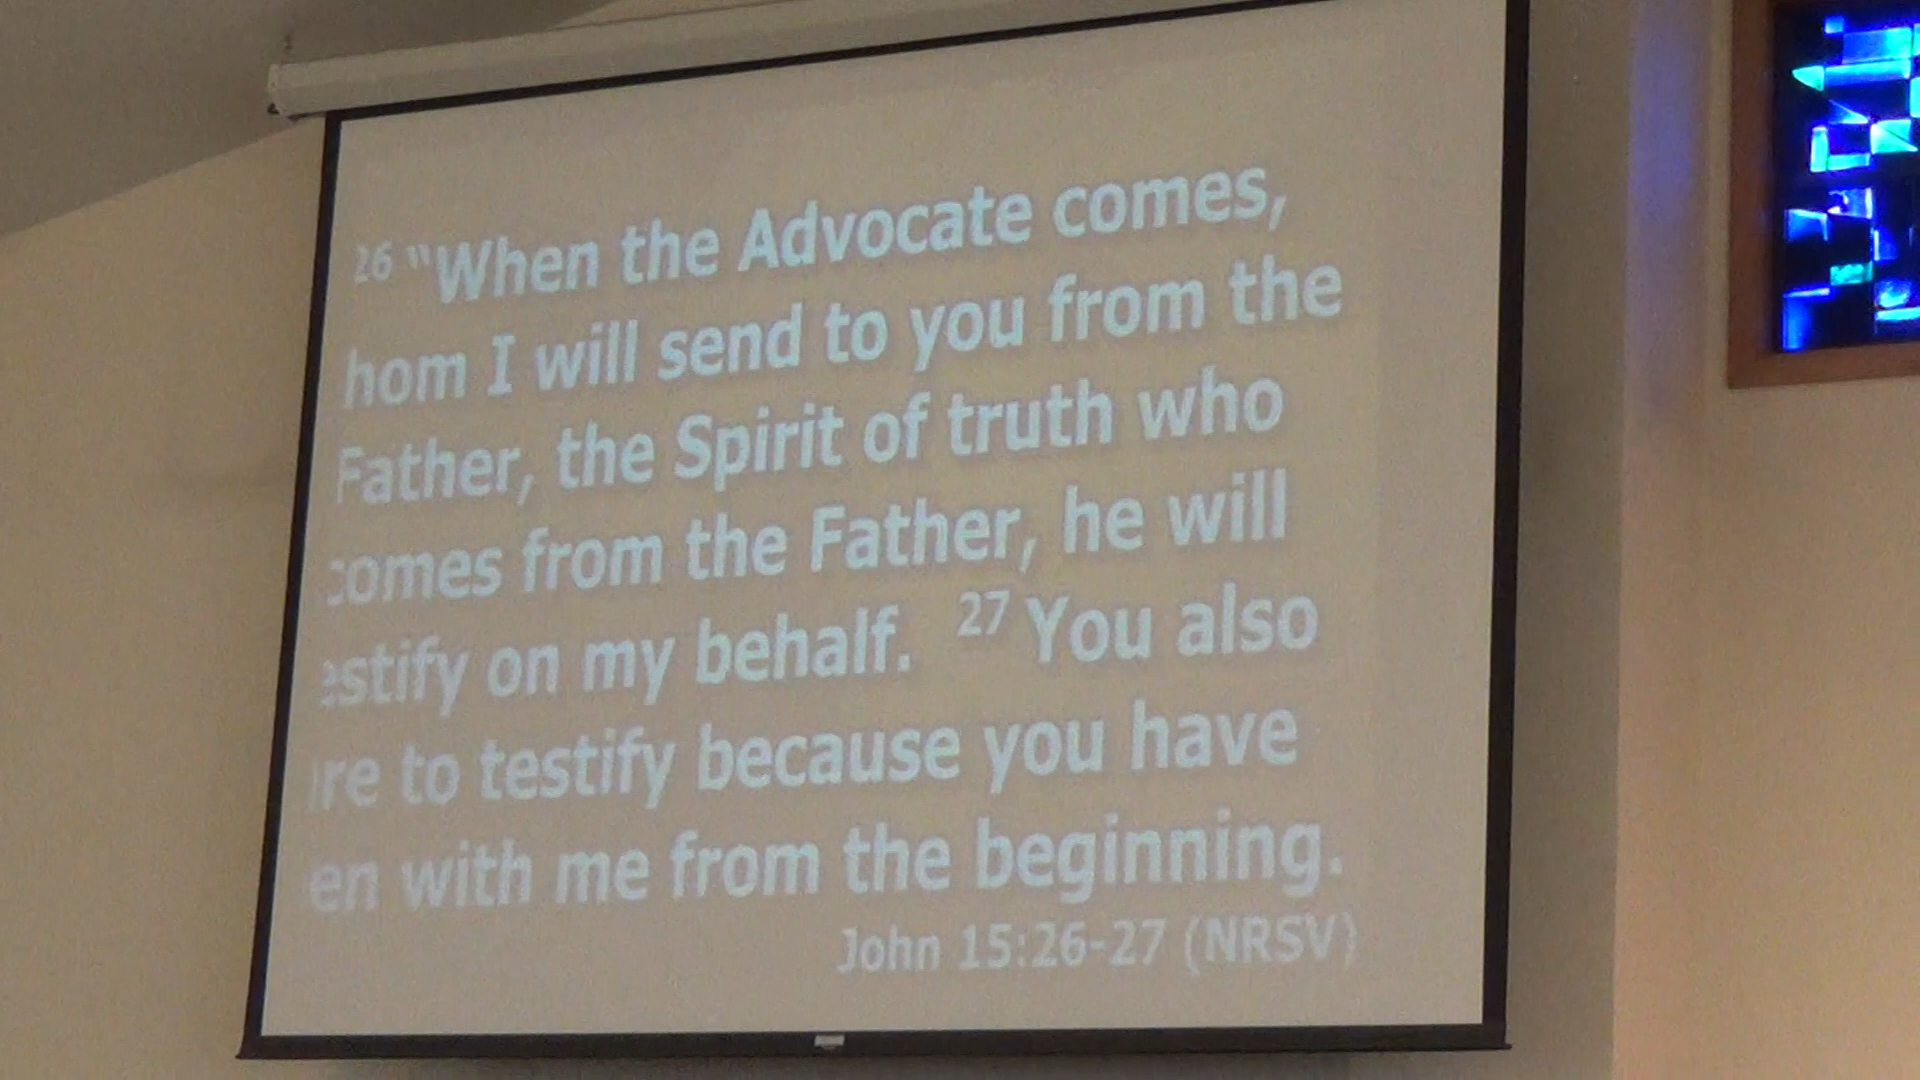 26 "When the Advocate comes,
hom I will send to you from the
Father, the Spirit of truth who
comes from the Father, he will
estify on my behalf. 27 You also
re to testify because you have
en with me from the beginning.
John 15:26-27 (NRSV)